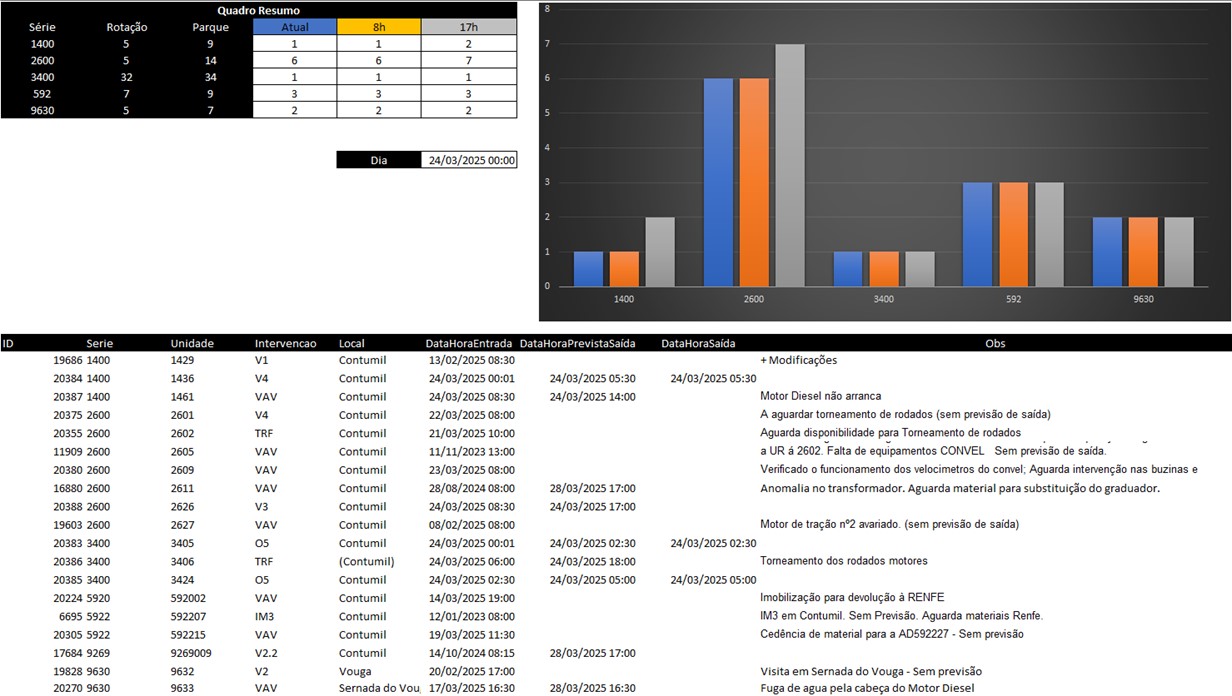 Quadro Resumo
Série Rotação Parque Atual 8h 17h
1400 5 9 1 1 2
2600 5 14 6 6 7
3400 32 34 1 1 1
592 7 9 3 3 3
9630 5 7 2 2 2
Dia 24/03/2025 00:00
8
7
6
5
4
3
2
1
0
1400 2600 3400 592 9630
ID Serie Unidade Intervencao Local DataHoraEntrada DataHoraPrevistaSaída DataHoraSaída Obs
19686 1400 1429 V1 Contumil 13/02/2025 08:30 + Modificações
20384 1400 1436 V4 Contumil 24/03/2025 00:01 24/03/2025 05:30 24/03/2025 05:30
20387 1400 1461 VAV Contumil 24/03/2025 08:30 24/03/2025 14:00 Motor Diesel não arranca
20375 2600 2601 V4 Contumil 22/03/2025 08:00 A aguardar torneamento de rodados (sem previsão de saída)
20355 2600 2602 TRF Contumil 21/03/2025 10:00 Aguarda disponibilidade para Torneamento de rodados
11909 2600 2605 VAV Contumil 11/11/2023 13:00 a UR á 2602. Falta de equipamentos CONVEL Sem previsão de saída.
20380 2600 2609 VAV Contumil 23/03/2025 08:00 Verificado o funcionamento dos velocimetros do convel; Aguarda intervenção nas buzinas e
16880 2600 2611 VAV Contumil 28/08/2024 08:00 28/03/2025 17:00 Anomalia no transformador. Aguarda material para substituição do graduador.
20388 2600 2626 V3 Contumil 24/03/2025 08:30 24/03/2025 17:00
19603 2600 2627 VAV Contumil 08/02/2025 08:00 Motor de tração nº2 avariado. (sem previsão de saída)
20383 3400 3405 O5 Contumil 24/03/2025 00:01 24/03/2025 02:30 24/03/2025 02:30
20386 3400 3406 TRF (Contumil) 24/03/2025 06:00 24/03/2025 18:00 Torneamento dos rodados motores
20385 3400 3424 O5 Contumil 24/03/2025 02:30 24/03/2025 05:00 24/03/2025 05:00
20224 5920 592002 VAV Contumil 14/03/2025 19:00 Imobilização para devolução à RENFE
6695 5922 592207 IM3 Contumil 12/01/2023 08:00 IM3 em Contumil. Sem Previsão. Aguarda materiais Renfe.
20305 5922 592215 VAV Contumil 19/03/2025 11:30 Cedência de material para a AD592227 - Sem previsão
17684 9269 9269009 V2.2 Contumil 14/10/2024 08:15 28/03/2025 17:00
19828 9630 9632 V2 Vouga 20/02/2025 17:00 Visita em Sernada do Vouga - Sem previsão
20270 9630 9633 VAV Sernada do Vou 17/03/2025 16:30 28/03/2025 16:30 Fuga de agua pela cabeça do Motor Diesel